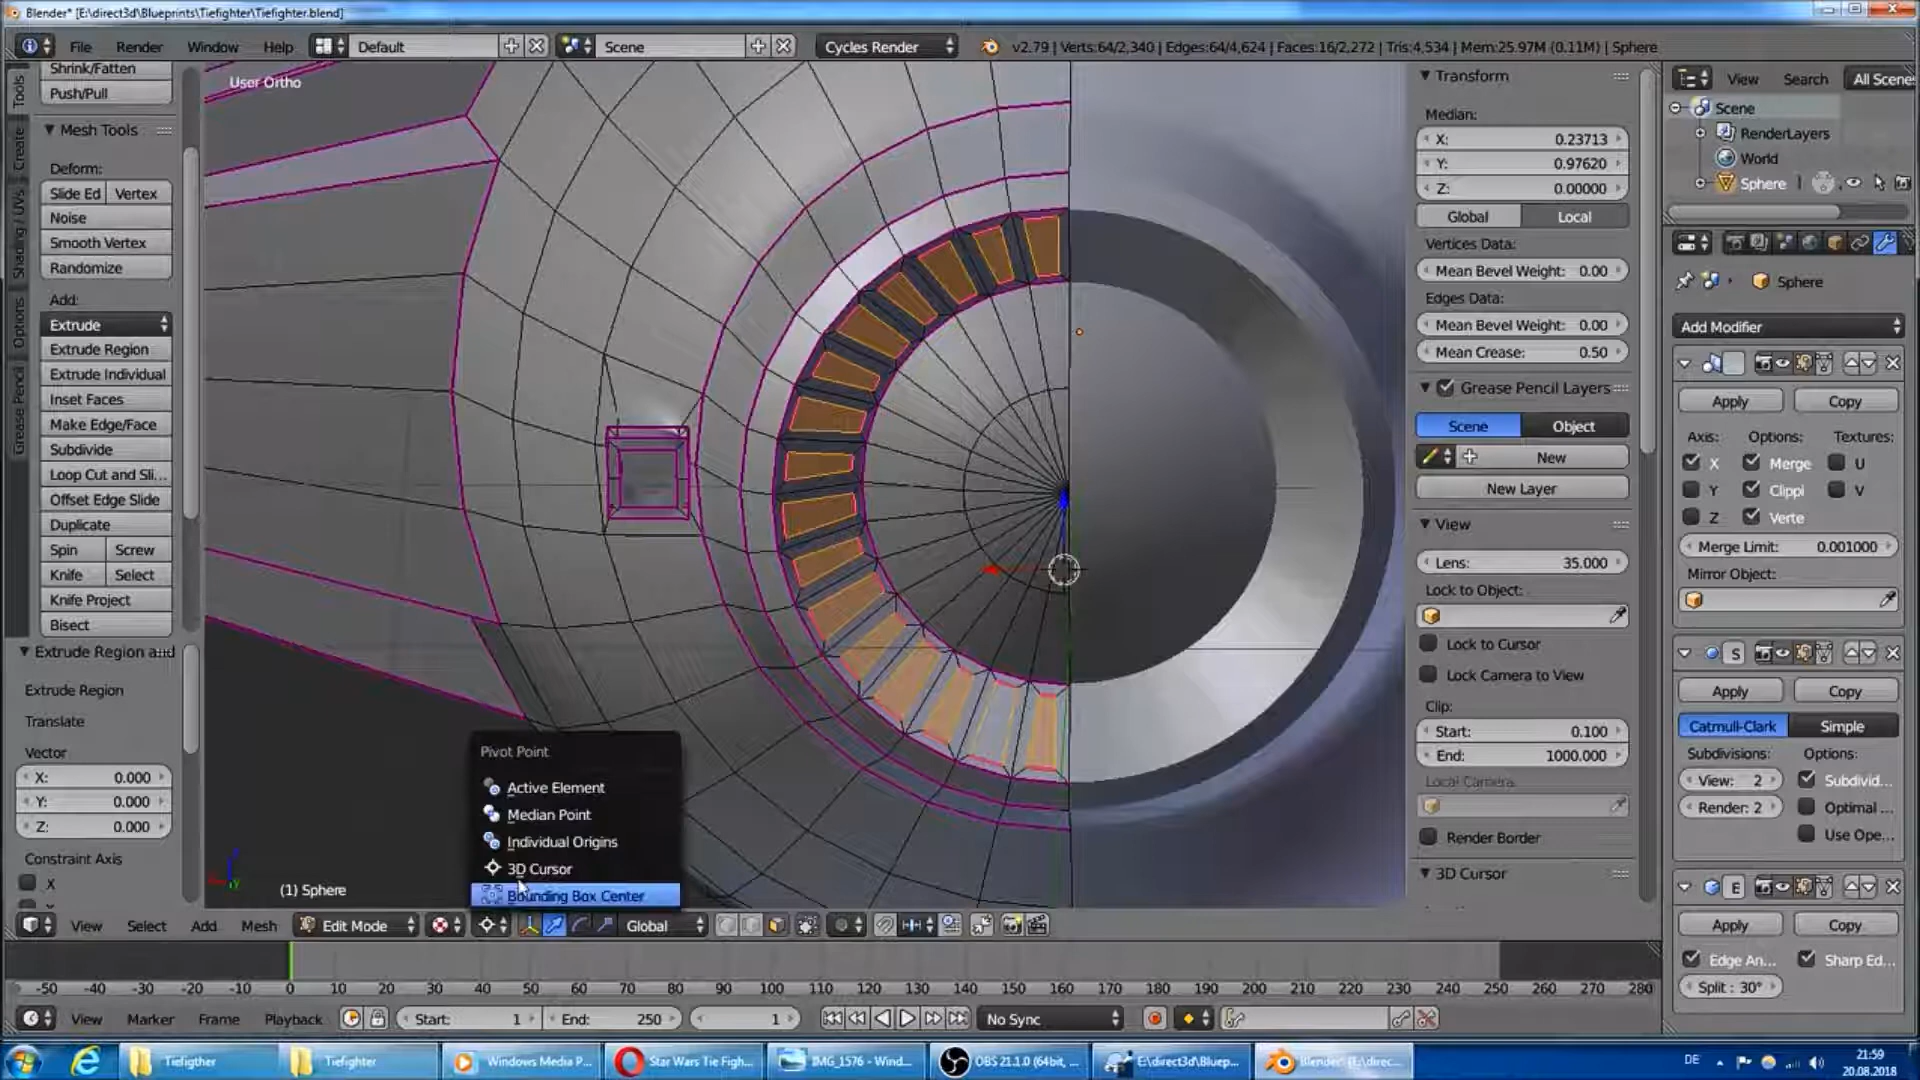 Blender* [E:\direct3d\Blueprints\Tiefighter\Tiefighter.blend]
File
Render
Window
Help
Default
Scene
Cycles Render
v2.79 | Verts:64/2,340 | Edges:64/4,624 | Faces:16/2,272 | Tris:4,534 | Mem:25.97M (0.11M) | Sphere
Tools
Create
Shading / UVs
Options
Grease Pencil
Shrink/Fatten
Push/Pull
Mesh Tools
Deform:
Slide Ed
Vertex
Noise
Smooth Vertex
Randomize
Add:
Extrude
Extrude Region
Extrude Individual
Inset Faces
Make Edge/Face
Subdivide
Loop Cut and Sli...
Offset Edge Slide
Duplicate
Spin
Screw
Knife
Select
Knife Project
Bisect
Extrude Region and
Extrude Region
Translate
Vector
X: 0.000
Y: 0.000
Z: 0.000
Constraint Axis
X
User Ortho
(1) Sphere
Pivot Point
Active Element
Median Point
Individual Origins
3D Cursor
Bounding Box Center
Transform
Median:
X: 0.23713
Y: 0.97620
Z: 0.00000
Global
Local
Vertices Data:
Mean Bevel Weight: 0.00
Edges Data:
Mean Bevel Weight: 0.00
Mean Crease: 0.50
Grease Pencil Layers
Scene
Object
New
New Layer
View
Lens: 35.000
Lock to Object:
Lock to Cursor
Lock Camera to View
Clip:
Start: 0.100
End: 1000.000
Local Camera:
Render Border
3D Cursor
View
Search
All Scene
Scene
RenderLayers
World
Sphere
Sphere
Add Modifier
Apply
Copy
Axis:
Options:
Textures:
X
Merge
U
Y
Clippi
V
Z
Verte
Merge Limit: 0.001000
Mirror Object:
S
Apply
Copy
Catmull-Clark
Simple
Subdivisions:
Options:
View: 2
Subdivid...
Render: 2
Optimal ...
Use Ope...
E
Apply
Copy
Edge An...
Sharp Ed...
Split : 30°
View
Select
Add
Mesh
Edit Mode
Global
-50 -40 -30 -20 -10 0 10 20 30 40 50 60 70 80 90 100 110 120 130 140 150 160 170 180 190 200 210 220 230 240 250 260 270 280
View
Marker
Frame
Playback
Start: 1
End: 250
1
No Sync
Tiefigther
Tiefighter
Windows Media P...
Star Wars Tie Figh...
IMG_1576 - Wind...
OBS 21.1.0 (64bit, ...
E:\direct3d\Bluep...
Blender* [E:\direc...
DE
21:59
20.08.2018